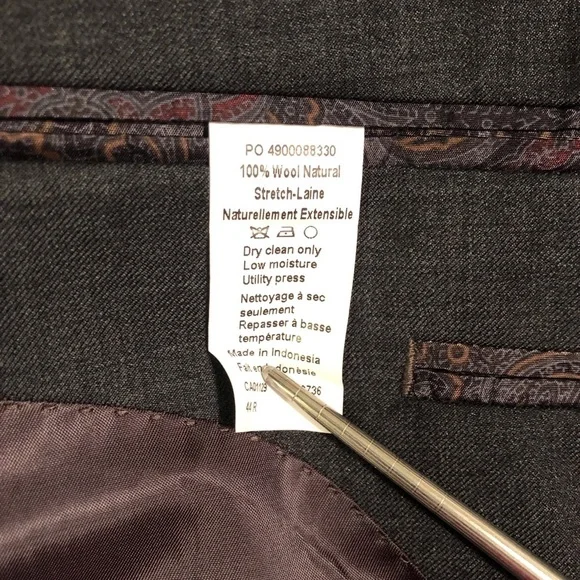 PO 4900088330
100% Wool Natural
Stretch-Laine
Naturellement Extensible
Dry clean only
Low moisture
Utility press
Nettoyage à sec
seulement
Repasser à basse
température
Made in Indonesia
Indonésie
44R